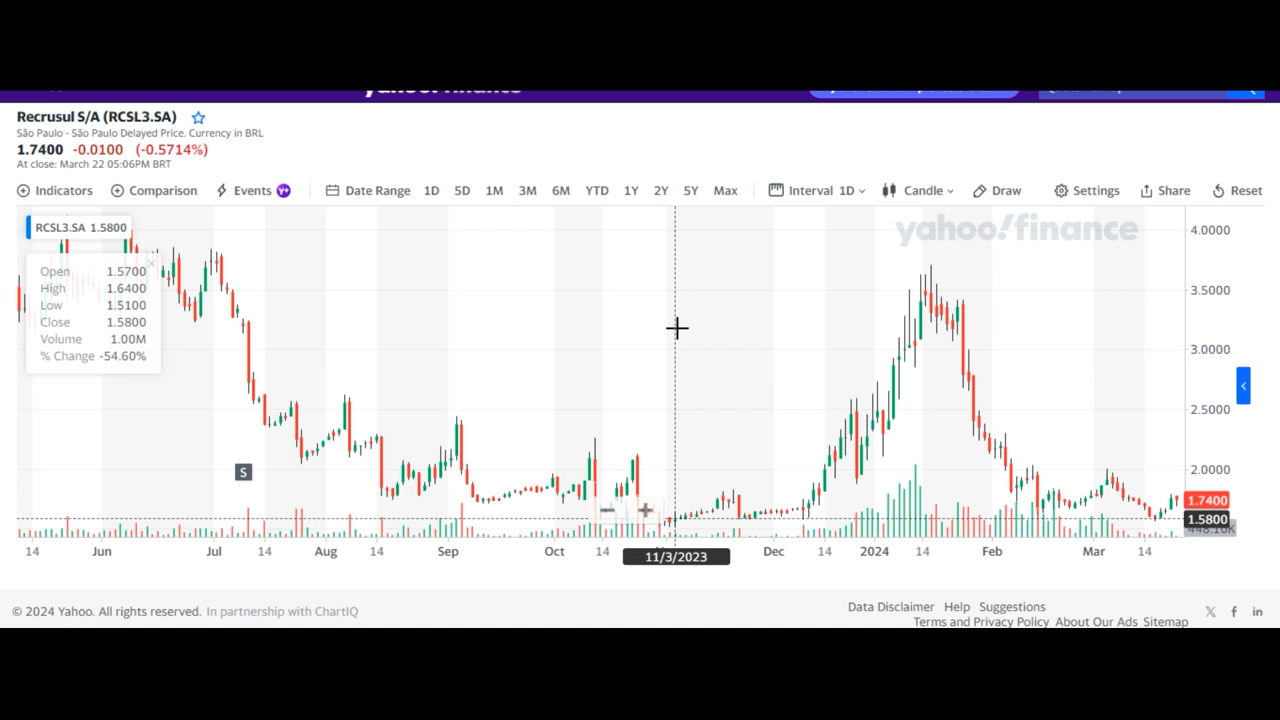 Recrusul S/A (RCSL3.SA)
São Paulo - São Paulo Delayed Price. Currency in BRL
1.7400 -0.0100 (-0.5714%)
At close: March 22 05:06PM BRT
Indicators Comparison Events Y+ Date Range 1D 5D 1M 3M 6M YTD 1Y 2Y 5Y Max Interval 1D Candle Draw Settings Share Reset
RCSL3.SA 1.5800
yahoo!finance
Open 1.5700
High 1.6400
Low 1.5100
Close 1.5800
Volume 1.00M
% Change -54.60%
4.0000
3.5000
3.0000
2.5000
2.0000
1.7400
1.5800
S
14 Jun Jul 14 Aug 14 Sep Oct 14 11/3/2023 Dec 14 2024 14 Feb Mar 14
© 2024 Yahoo. All rights reserved. In partnership with ChartIQ
Data Disclaimer Help Suggestions
Terms and Privacy Policy About Our Ads Sitemap